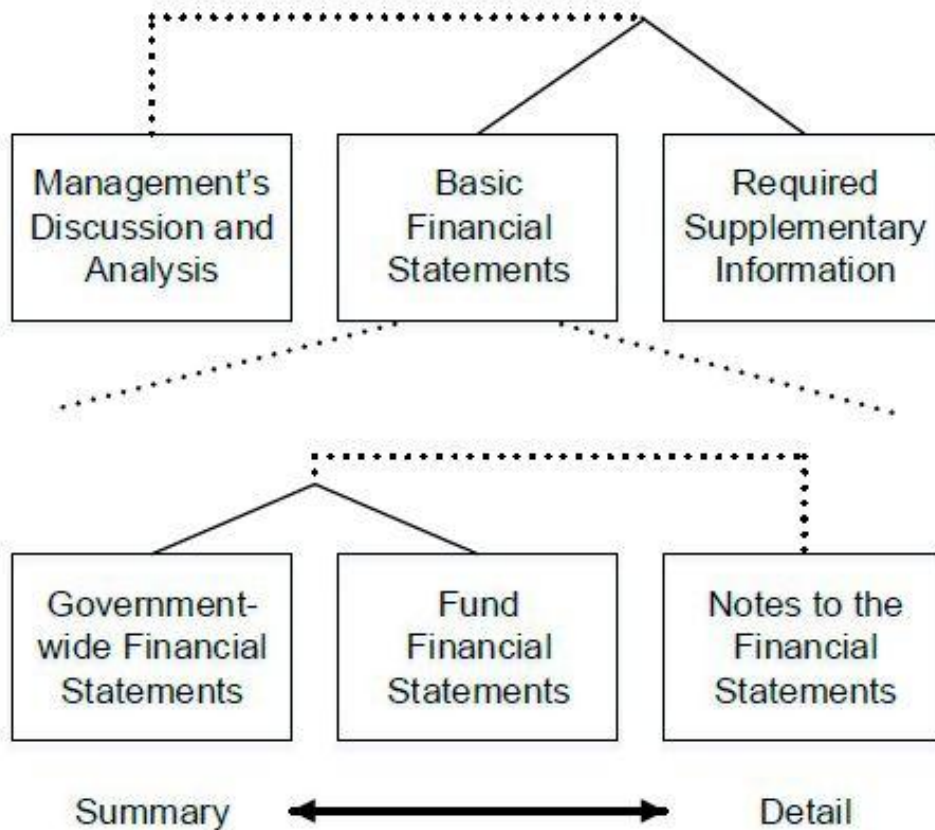 Management's
Discussion and
Analysis
Basic
Financial
Statements
Required
Supplementary
Information
Government-
wide Financial
Statements
Fund
Financial
Statements
Notes to the
Financial
Statements
Summary
Detail